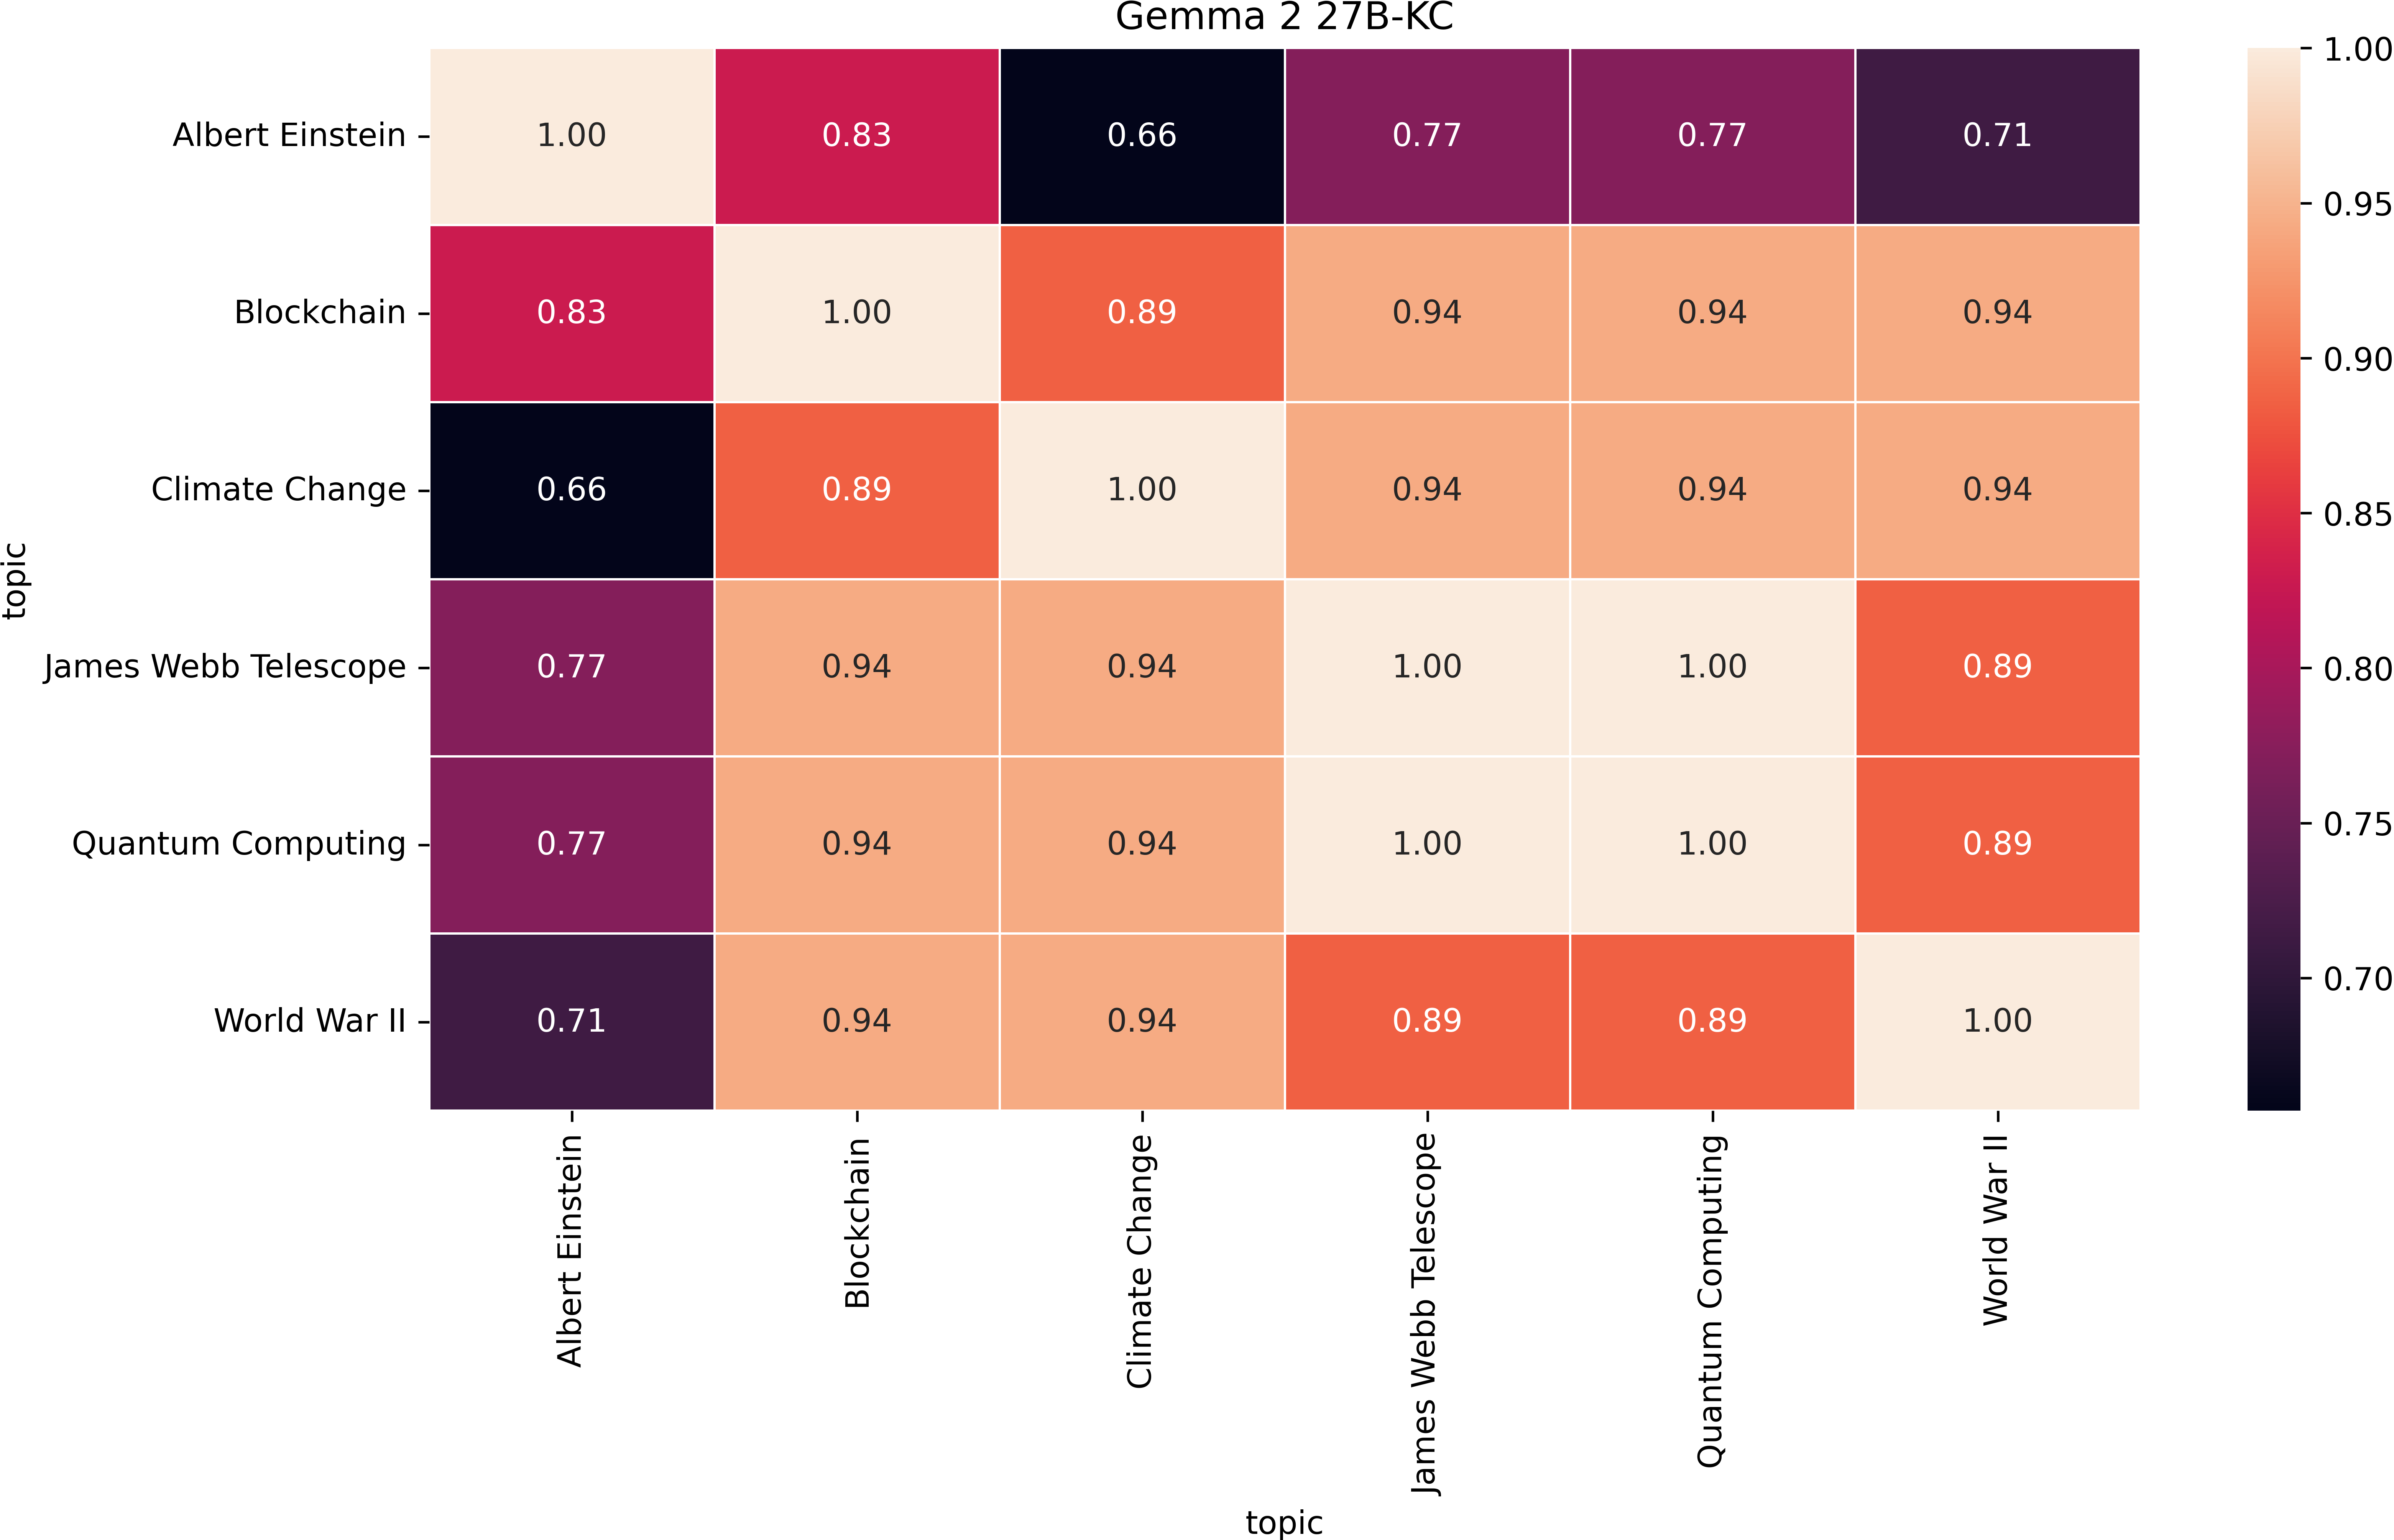 Gemma 2 27B-KC
Albert Einstein
1.00 0.83 0.66 0.77 0.77 0.71
Blockchain
0.83 1.00 0.89 0.94 0.94 0.94
Climate Change
0.66 0.89 1.00 0.94 0.94 0.94
James Webb Telescope
0.77 0.94 0.94 1.00 1.00 0.89
Quantum Computing
0.77 0.94 0.94 1.00 1.00 0.89
World War II
0.71 0.94 0.94 0.89 0.89 1.00
topic
Albert Einstein
Blockchain
Climate Change
James Webb Telescope
Quantum Computing
World War II
topic
1.00
0.95
0.90
0.85
0.80
0.75
0.70